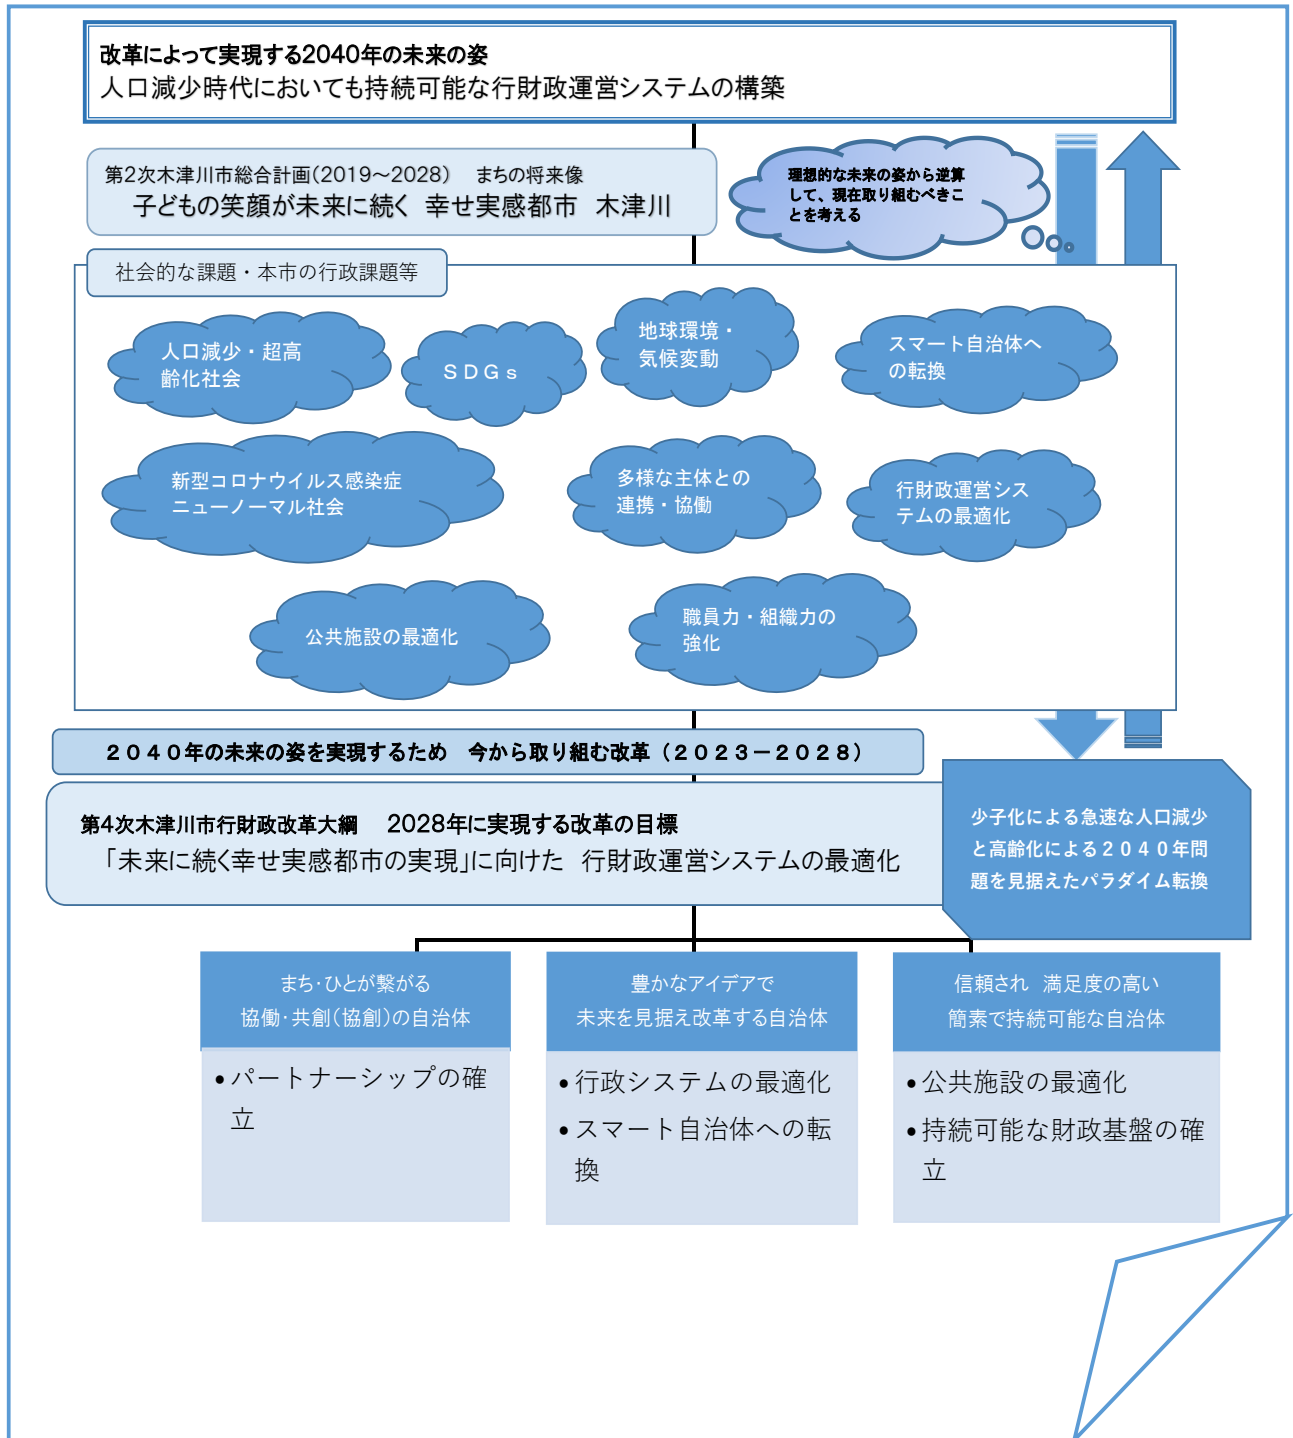 改革によって実現する2040年の未来の姿
人口減少時代においても持続可能な行財政運営システムの構築
第2次木津川市総合計画(2019～2028)　まちの将来像
子どもの笑顔が未来に続く　幸せ実感都市　木津川
理想的な未来の姿から逆算
して、現在取り組むべきこ
とを考える
社会的な課題・本市の行政課題等
人口減少・超高
齢化社会
ＳＤＧｓ
地球環境・
気候変動
スマート自治体へ
の転換
新型コロナウイルス感染症
ニューノーマル社会
多様な主体との
連携・協働
行財政運営シス
テムの最適化
公共施設の最適化
職員力・組織力の
強化
２０４０年の未来の姿を実現するため　今から取り組む改革（２０２３－２０２８）
第4次木津川市行財政改革大綱　2028年に実現する改革の目標
「未来に続く幸せ実感都市の実現」に向けた　行財政運営システムの最適化
少子化による急速な人口減少
と高齢化による２０４０年問
題を見据えたパラダイム転換
まち・ひとが繋がる
協働・共創(協創)の自治体
•パートナーシップの確
立
豊かなアイデアで
未来を見据え改革する自治体
•行政システムの最適化
•スマート自治体への転
換
信頼され　満足度の高い
簡素で持続可能な自治体
•公共施設の最適化
•持続可能な財政基盤の確
立